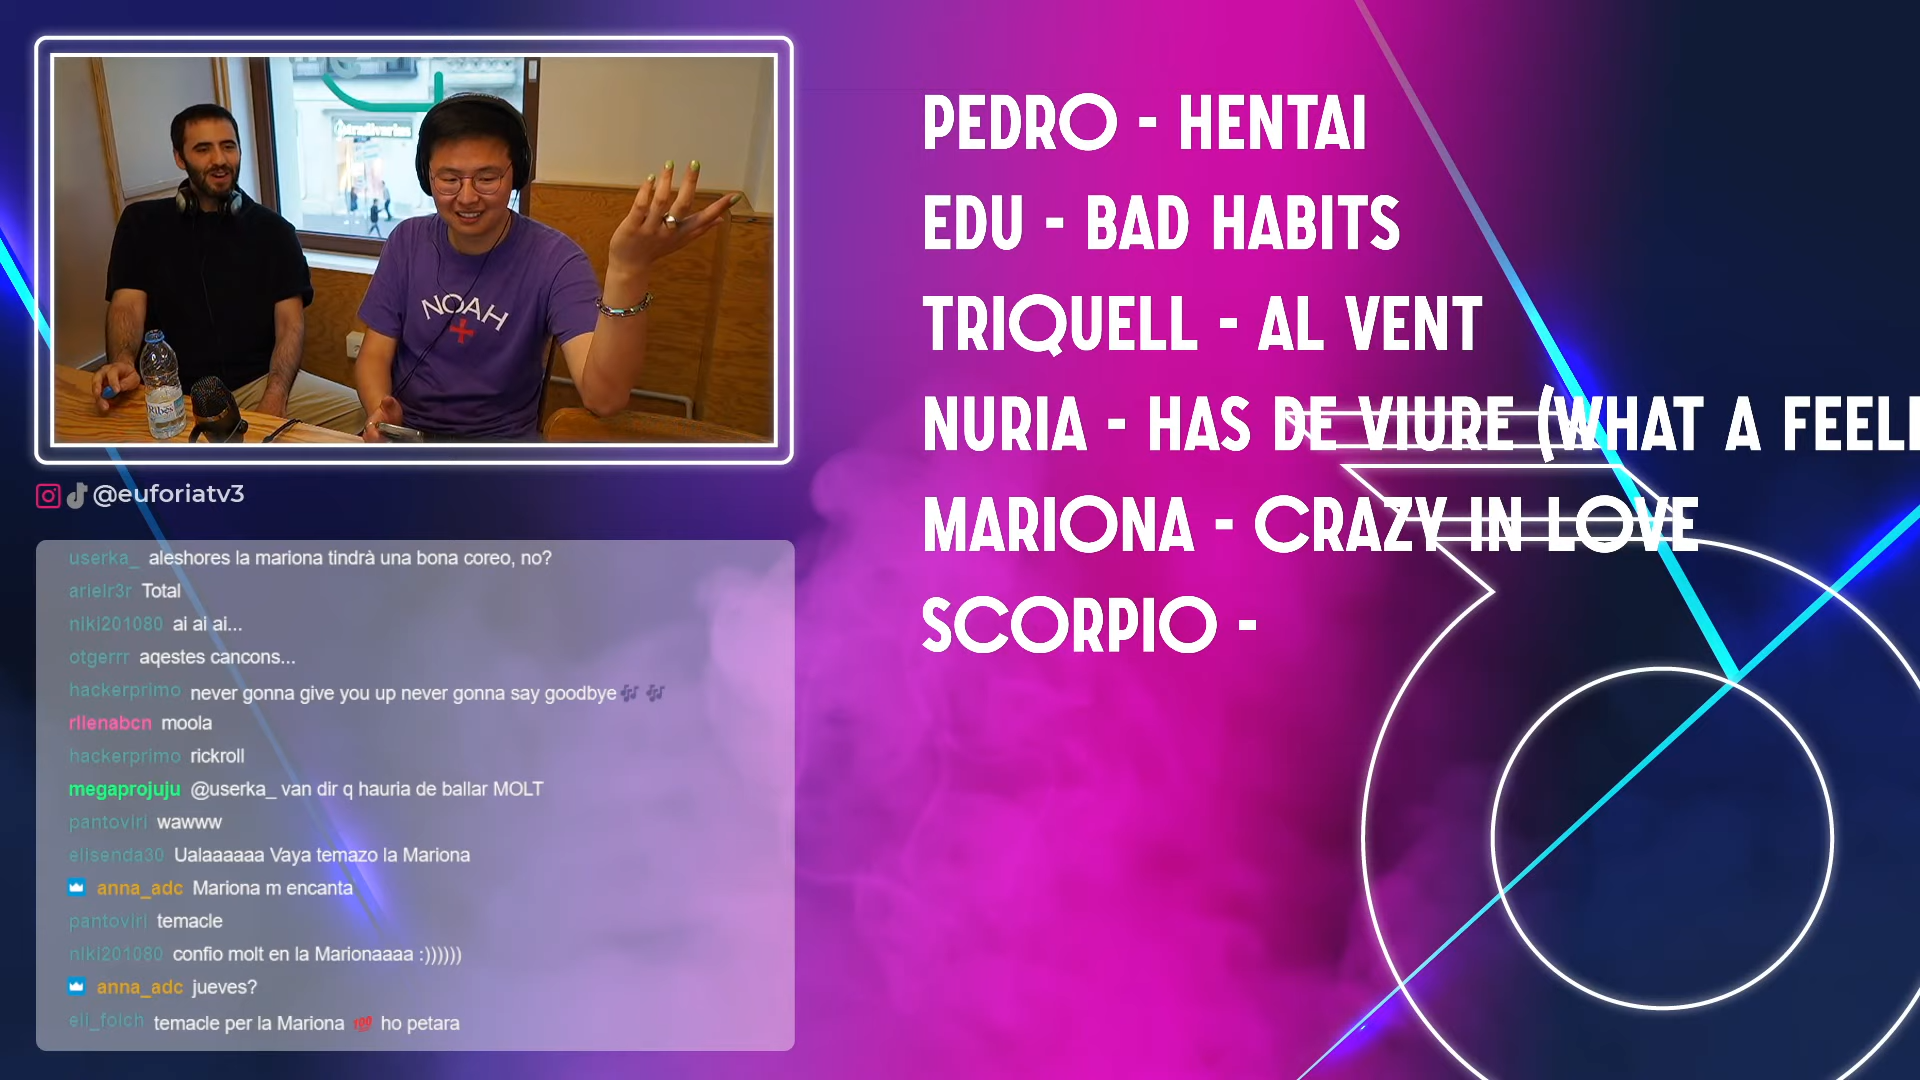 NOAH
Ribes
PEDRO - HENTAI
EDU - BAD HABITS
TRIQUELL - AL VENT
NURIA - HAS DE VIURE (WHAT A FEELI
MARIONA - CRAZY IN LOVE
SCORPIO -
@euforiatv3
userka_ aleshores la mariona tindrà una bona coreo, no?
arielr3r Total
niki201080 ai ai ai...
otgerrr aqestes cancons...
hackerprimo never gonna give you up never gonna say goodbye🎶 🎶
rllenabcn moola
hackerprimo rickroll
megaprojuju @userka_ van dir q hauria de ballar MOLT
pantoviri wawww
elisenda30 Ualaaaaaa Vaya temazo la Mariona
anna_adc Mariona m encanta
pantoviri temacle
niki201080 confio molt en la Marionaaaa :))))))
anna_adc jueves?
eli_folch temacle per la Mariona 💯 ho petara